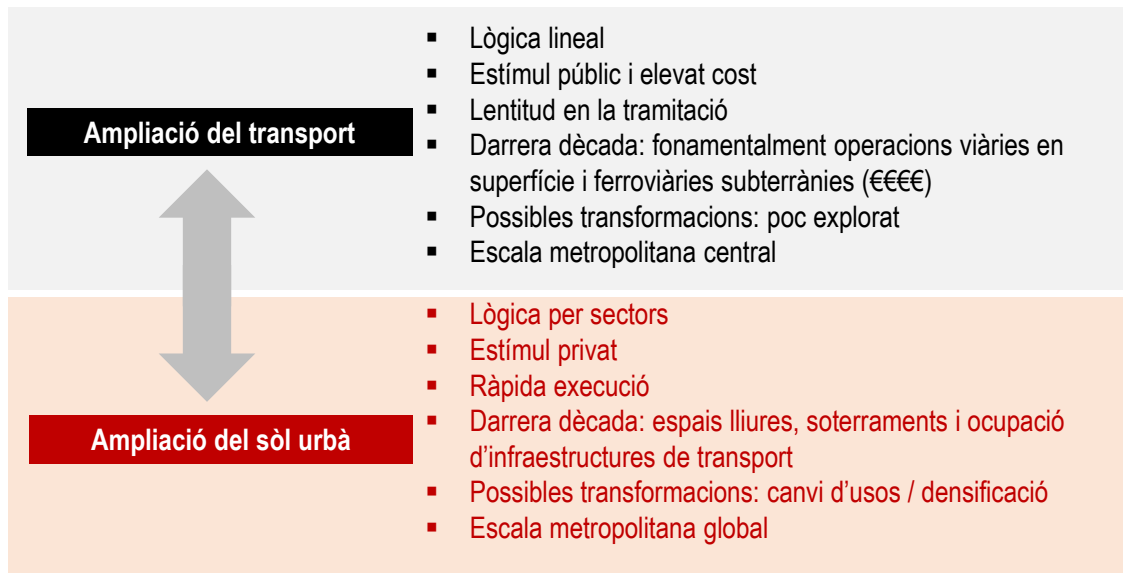 Ampliació del transport
▪ Lògica lineal
▪ Estímul públic i elevat cost
▪ Lentitud en la tramitació
▪ Darrera dècada: fonamentalment operacions viàries en
superfície i ferroviàries subterrànies (€€€€)
▪ Possibles transformacions: poc explorat
▪ Escala metropolitana central
Ampliació del sòl urbà
▪ Lògica per sectors
▪ Estímul privat
▪ Ràpida execució
▪ Darrera dècada: espais lliures, soterraments i ocupació
d’infraestructures de transport
▪ Possibles transformacions: canvi d’usos / densificació
▪ Escala metropolitana global